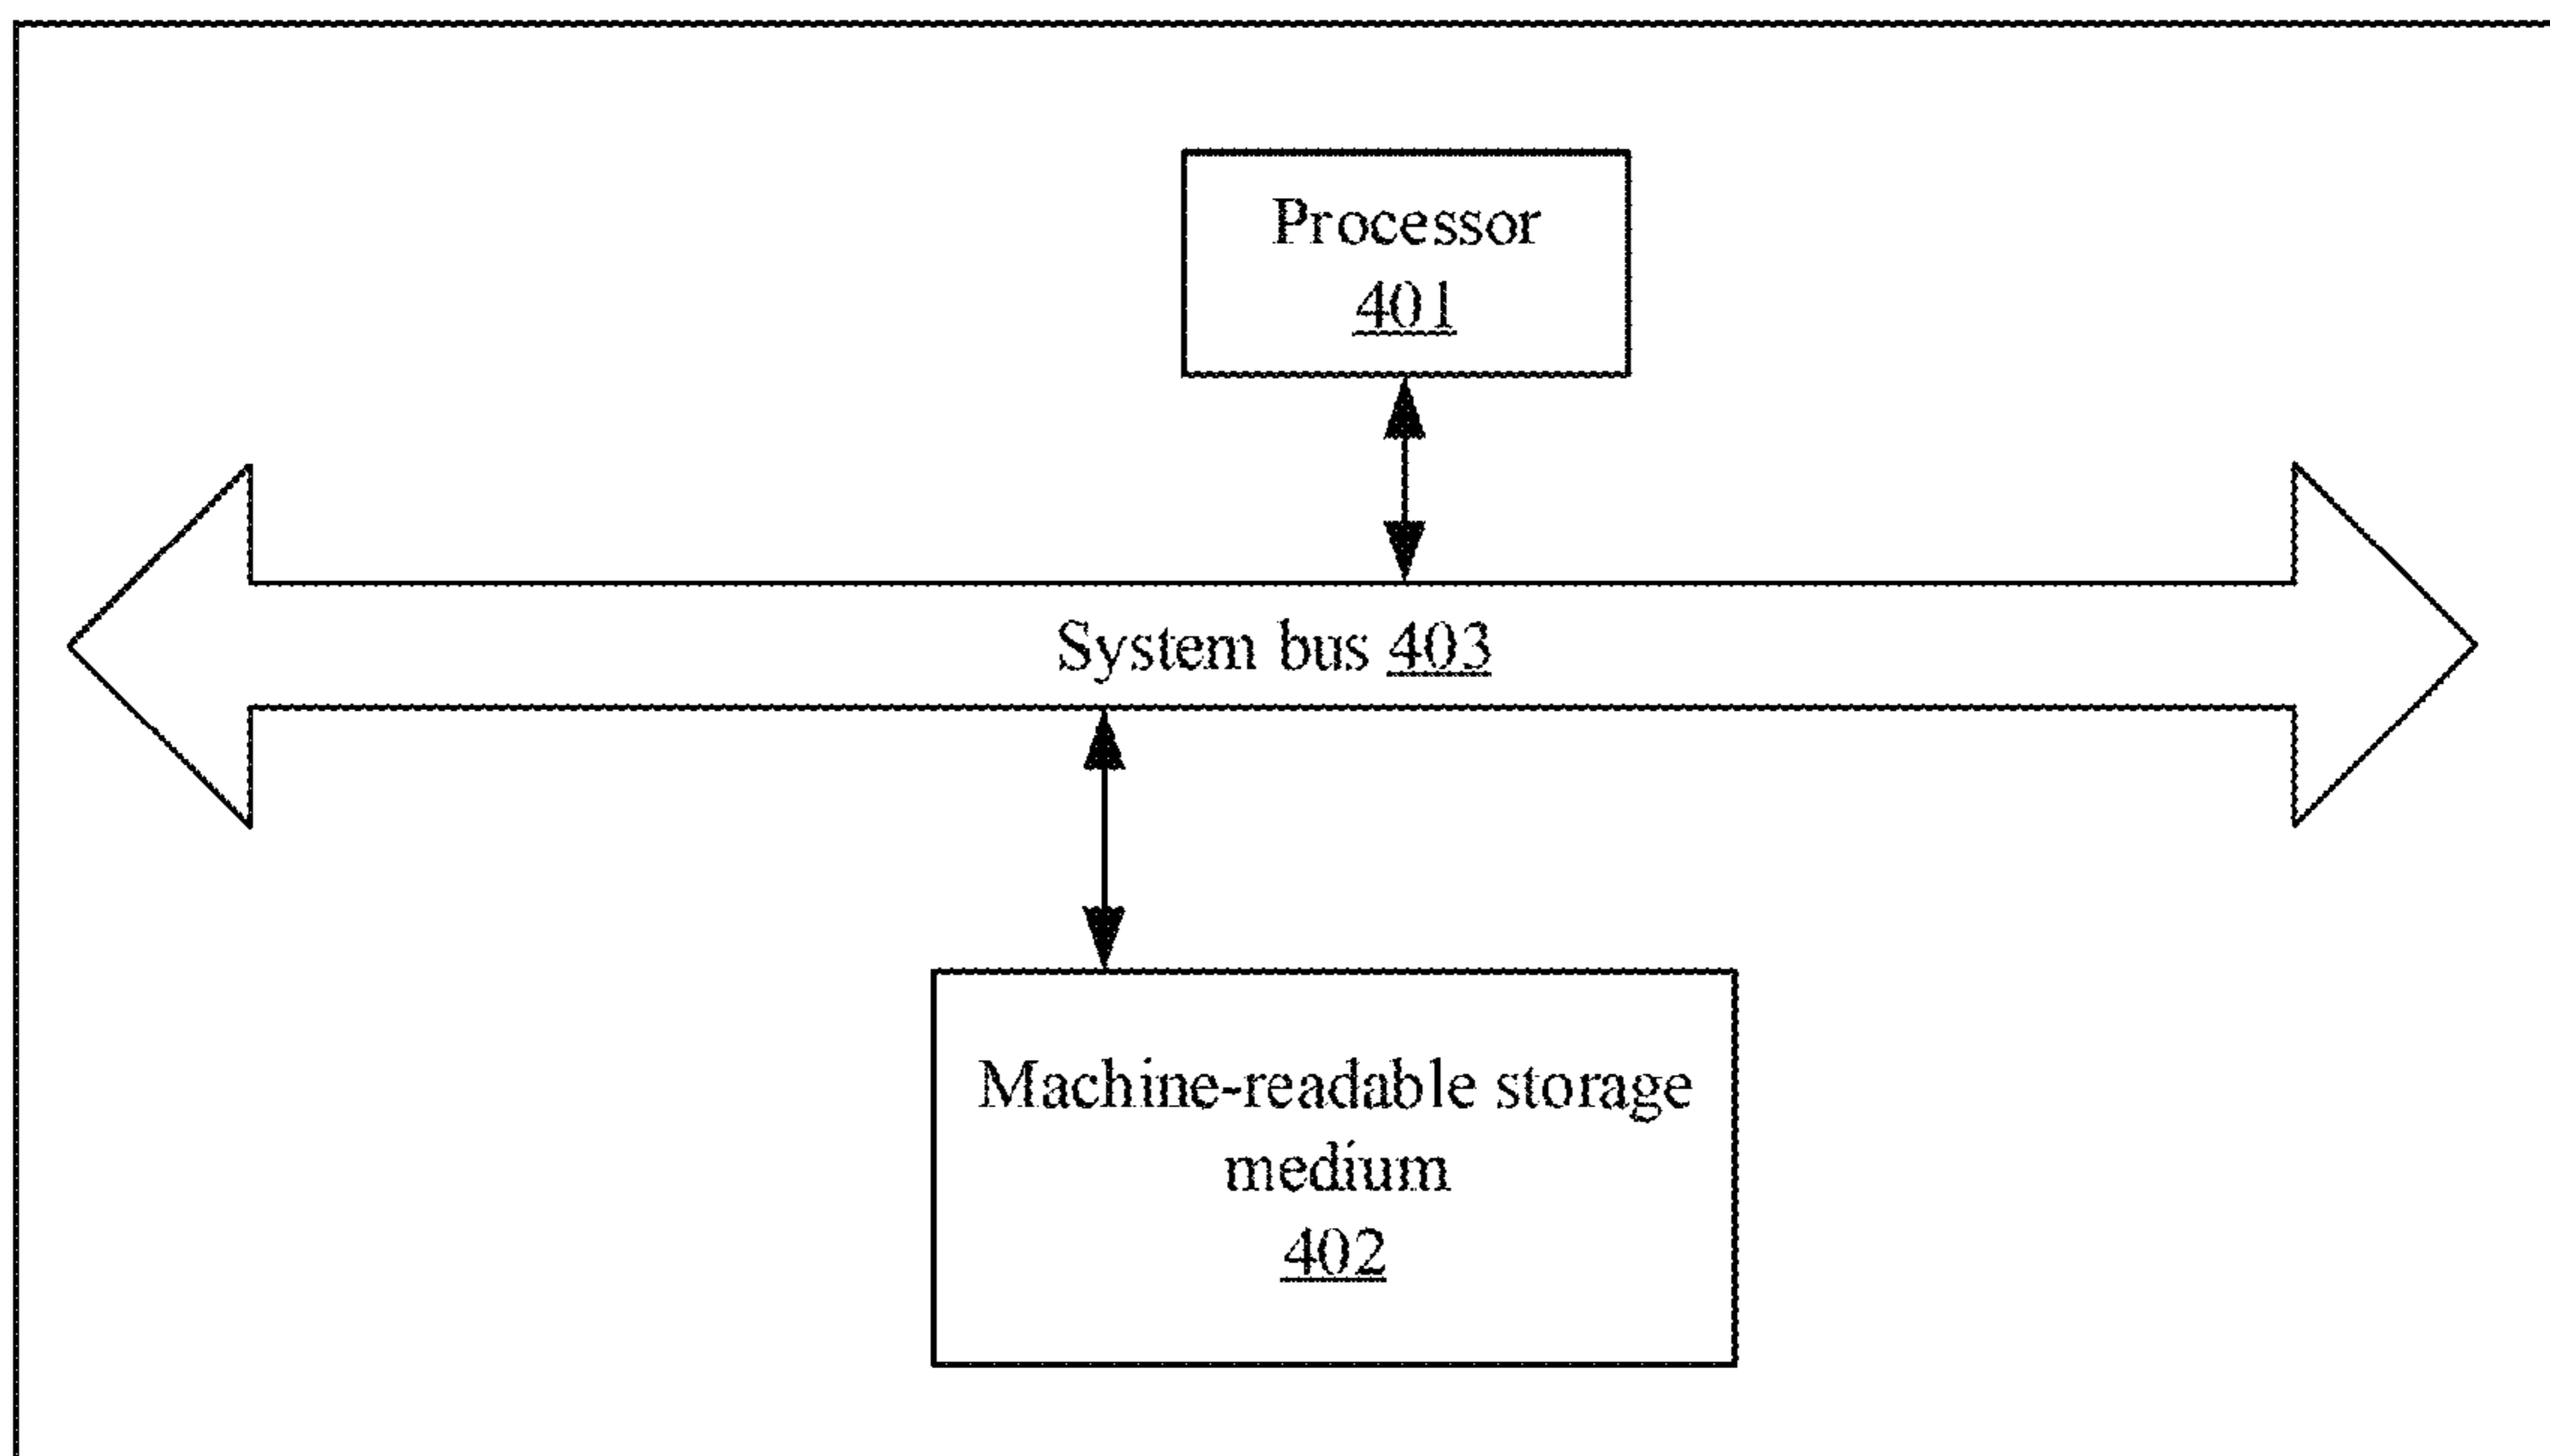 Processor
401
System bus 403
Machine-readable storage
medium
402